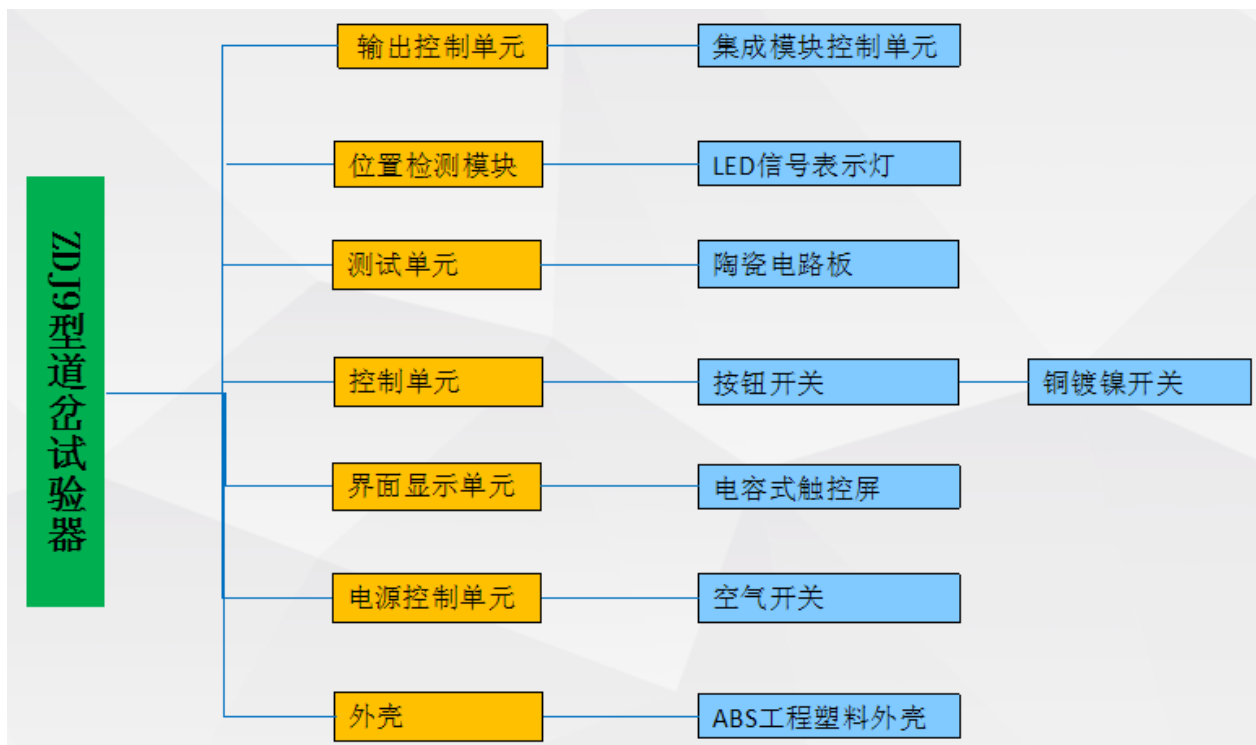 ZDJ9型道岔试验器
输出控制单元
集成模块控制单元
位置检测模块
LED信号表示灯
测试单元
陶瓷电路板
控制单元
按钮开关
铜镀镍开关
界面显示单元
电容式触控屏
电源控制单元
空气开关
外壳
ABS工程塑料外壳